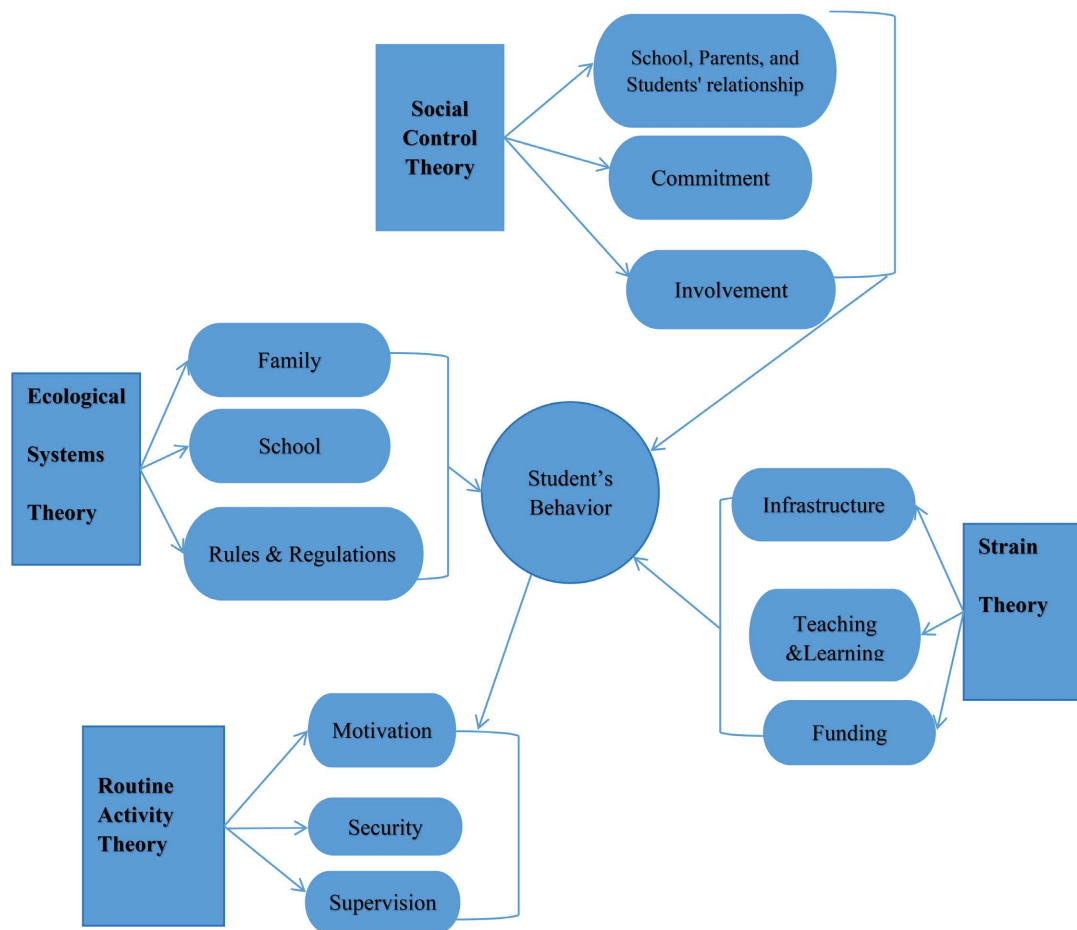 School, Parents, and
Students' relationship
Social
Control
Theory
Commitment
Involvement
Family
Ecological
Systems
Theory
School
Rules & Regulations
Student’s
Behavior
Infrastructure
Strain
Theory
Teaching
&Learning
Funding
Motivation
Routine
Activity
Theory
Security
Supervision